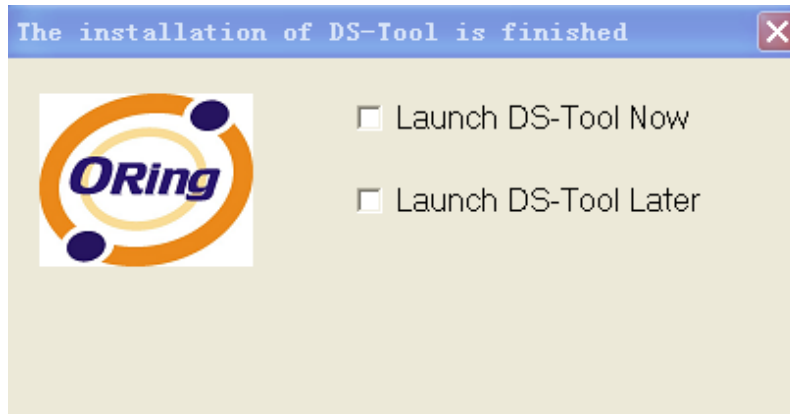 The installation of DS-Tool is finished
ORing
Launch DS-Tool Now
Launch DS-Tool Later